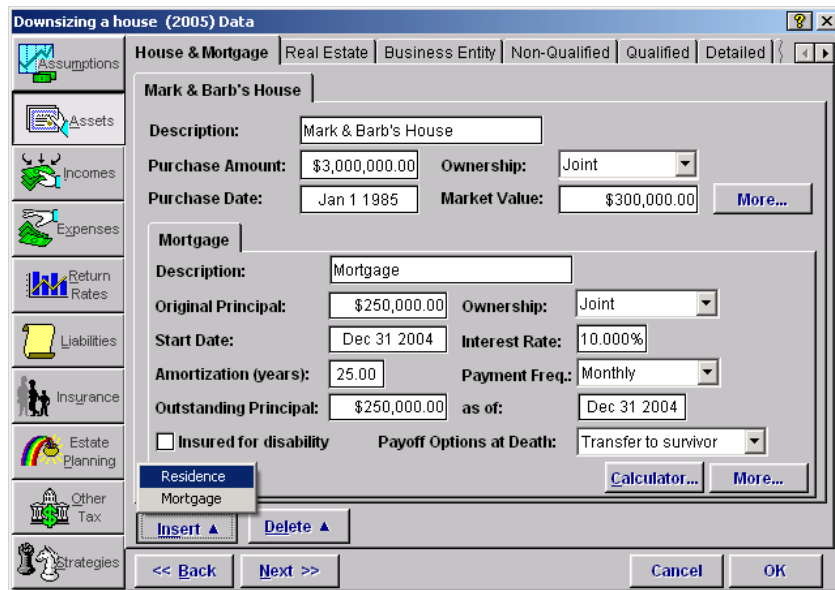 Downsizing a house (2005) Data
Assumptions
Assets
Incomes
Expenses
Return Rates
Liabilities
Insurance
Estate Planning
Other Tax
Strategies
House & Mortgage Real Estate Business Entity Non-Qualified Qualified Detailed
Mark & Barb's House
Description: Mark & Barb's House
Purchase Amount: $3,000,000.00 Ownership: Joint
Purchase Date: Jan 1 1985 Market Value: $300,000.00 More...
Mortgage
Description: Mortgage
Original Principal: $250,000.00 Ownership: Joint
Start Date: Dec 31 2004 Interest Rate: 10.000%
Amortization (years): 25.00 Payment Freq.: Monthly
Outstanding Principal: $250,000.00 as of: Dec 31 2004
Insured for disability Payoff Options at Death: Transfer to survivor
Calculator... More...
Residence
Mortgage
Insert ▲ Delete ▲
<< Back Next >> Cancel OK